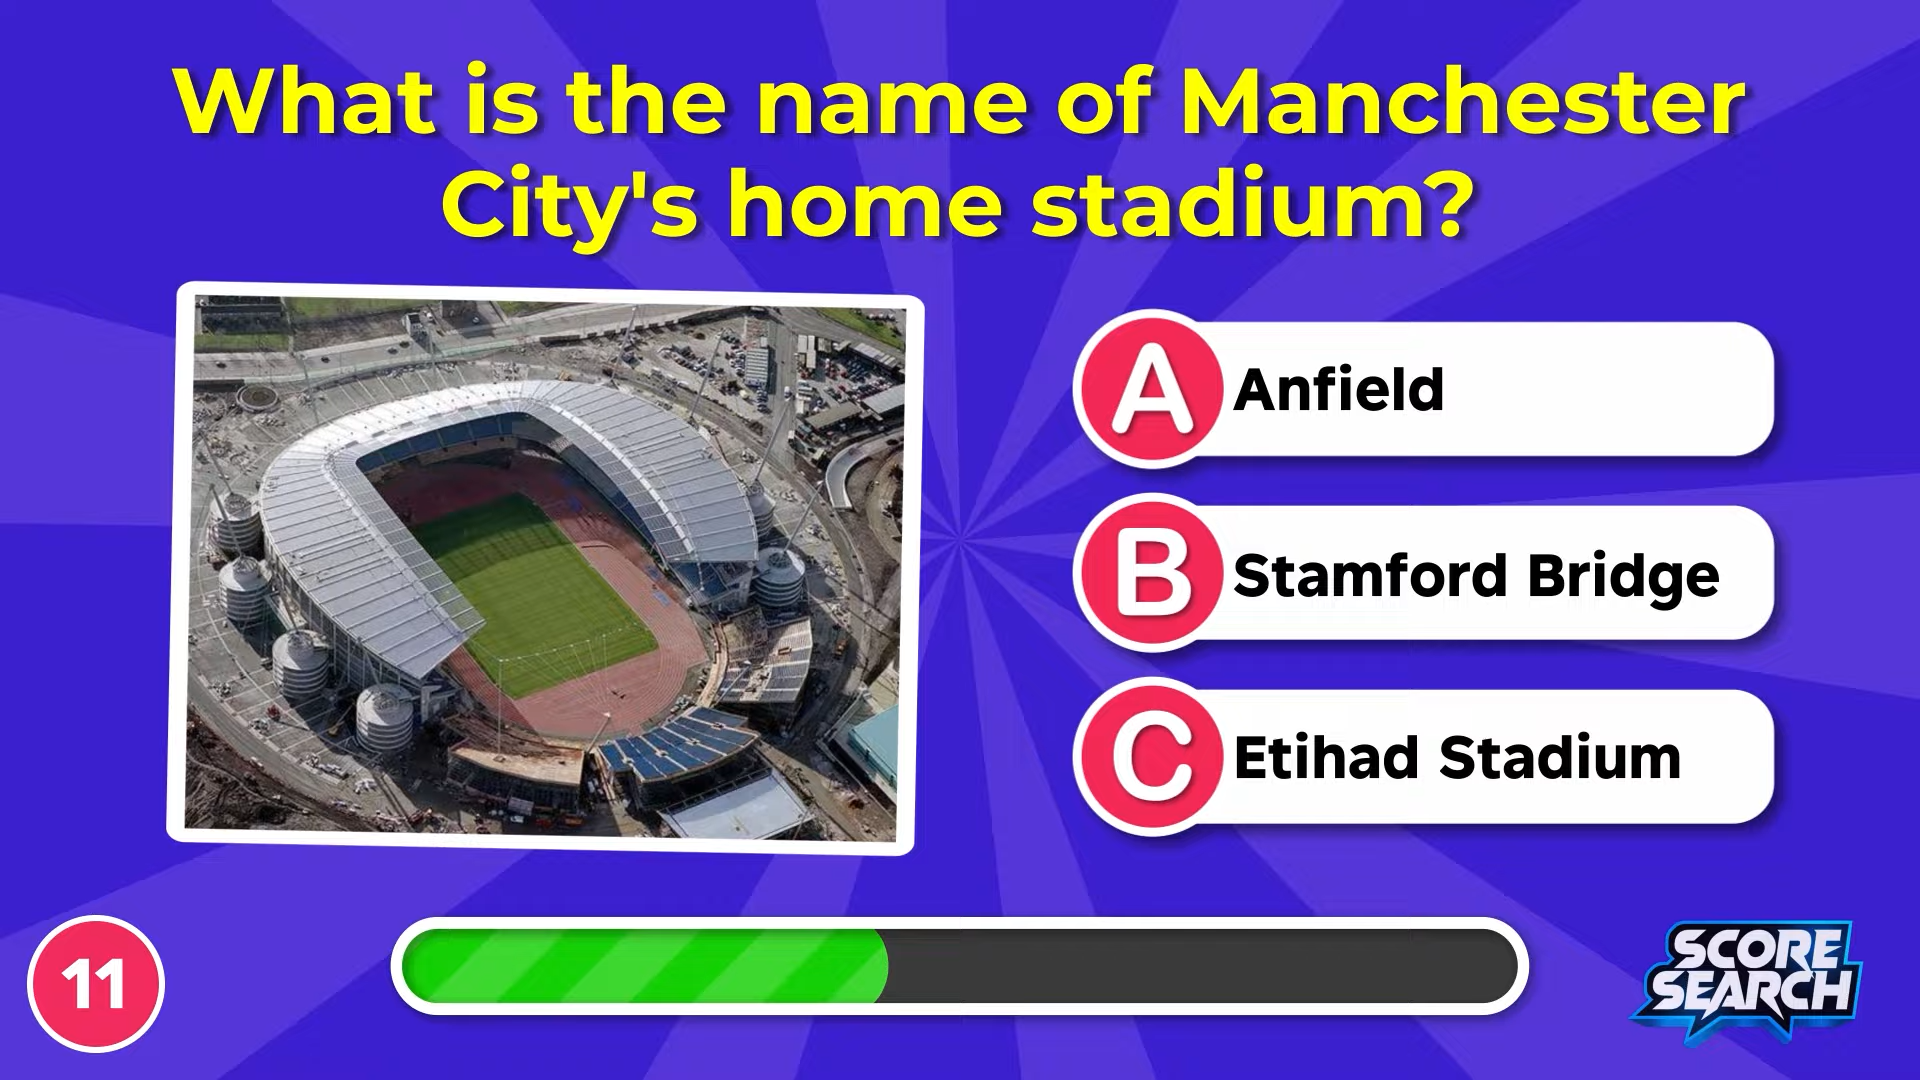 What is the name of Manchester
City's home stadium?
A Anfield
B Stamford Bridge
C Etihad Stadium
11
SCORE
SEARCH